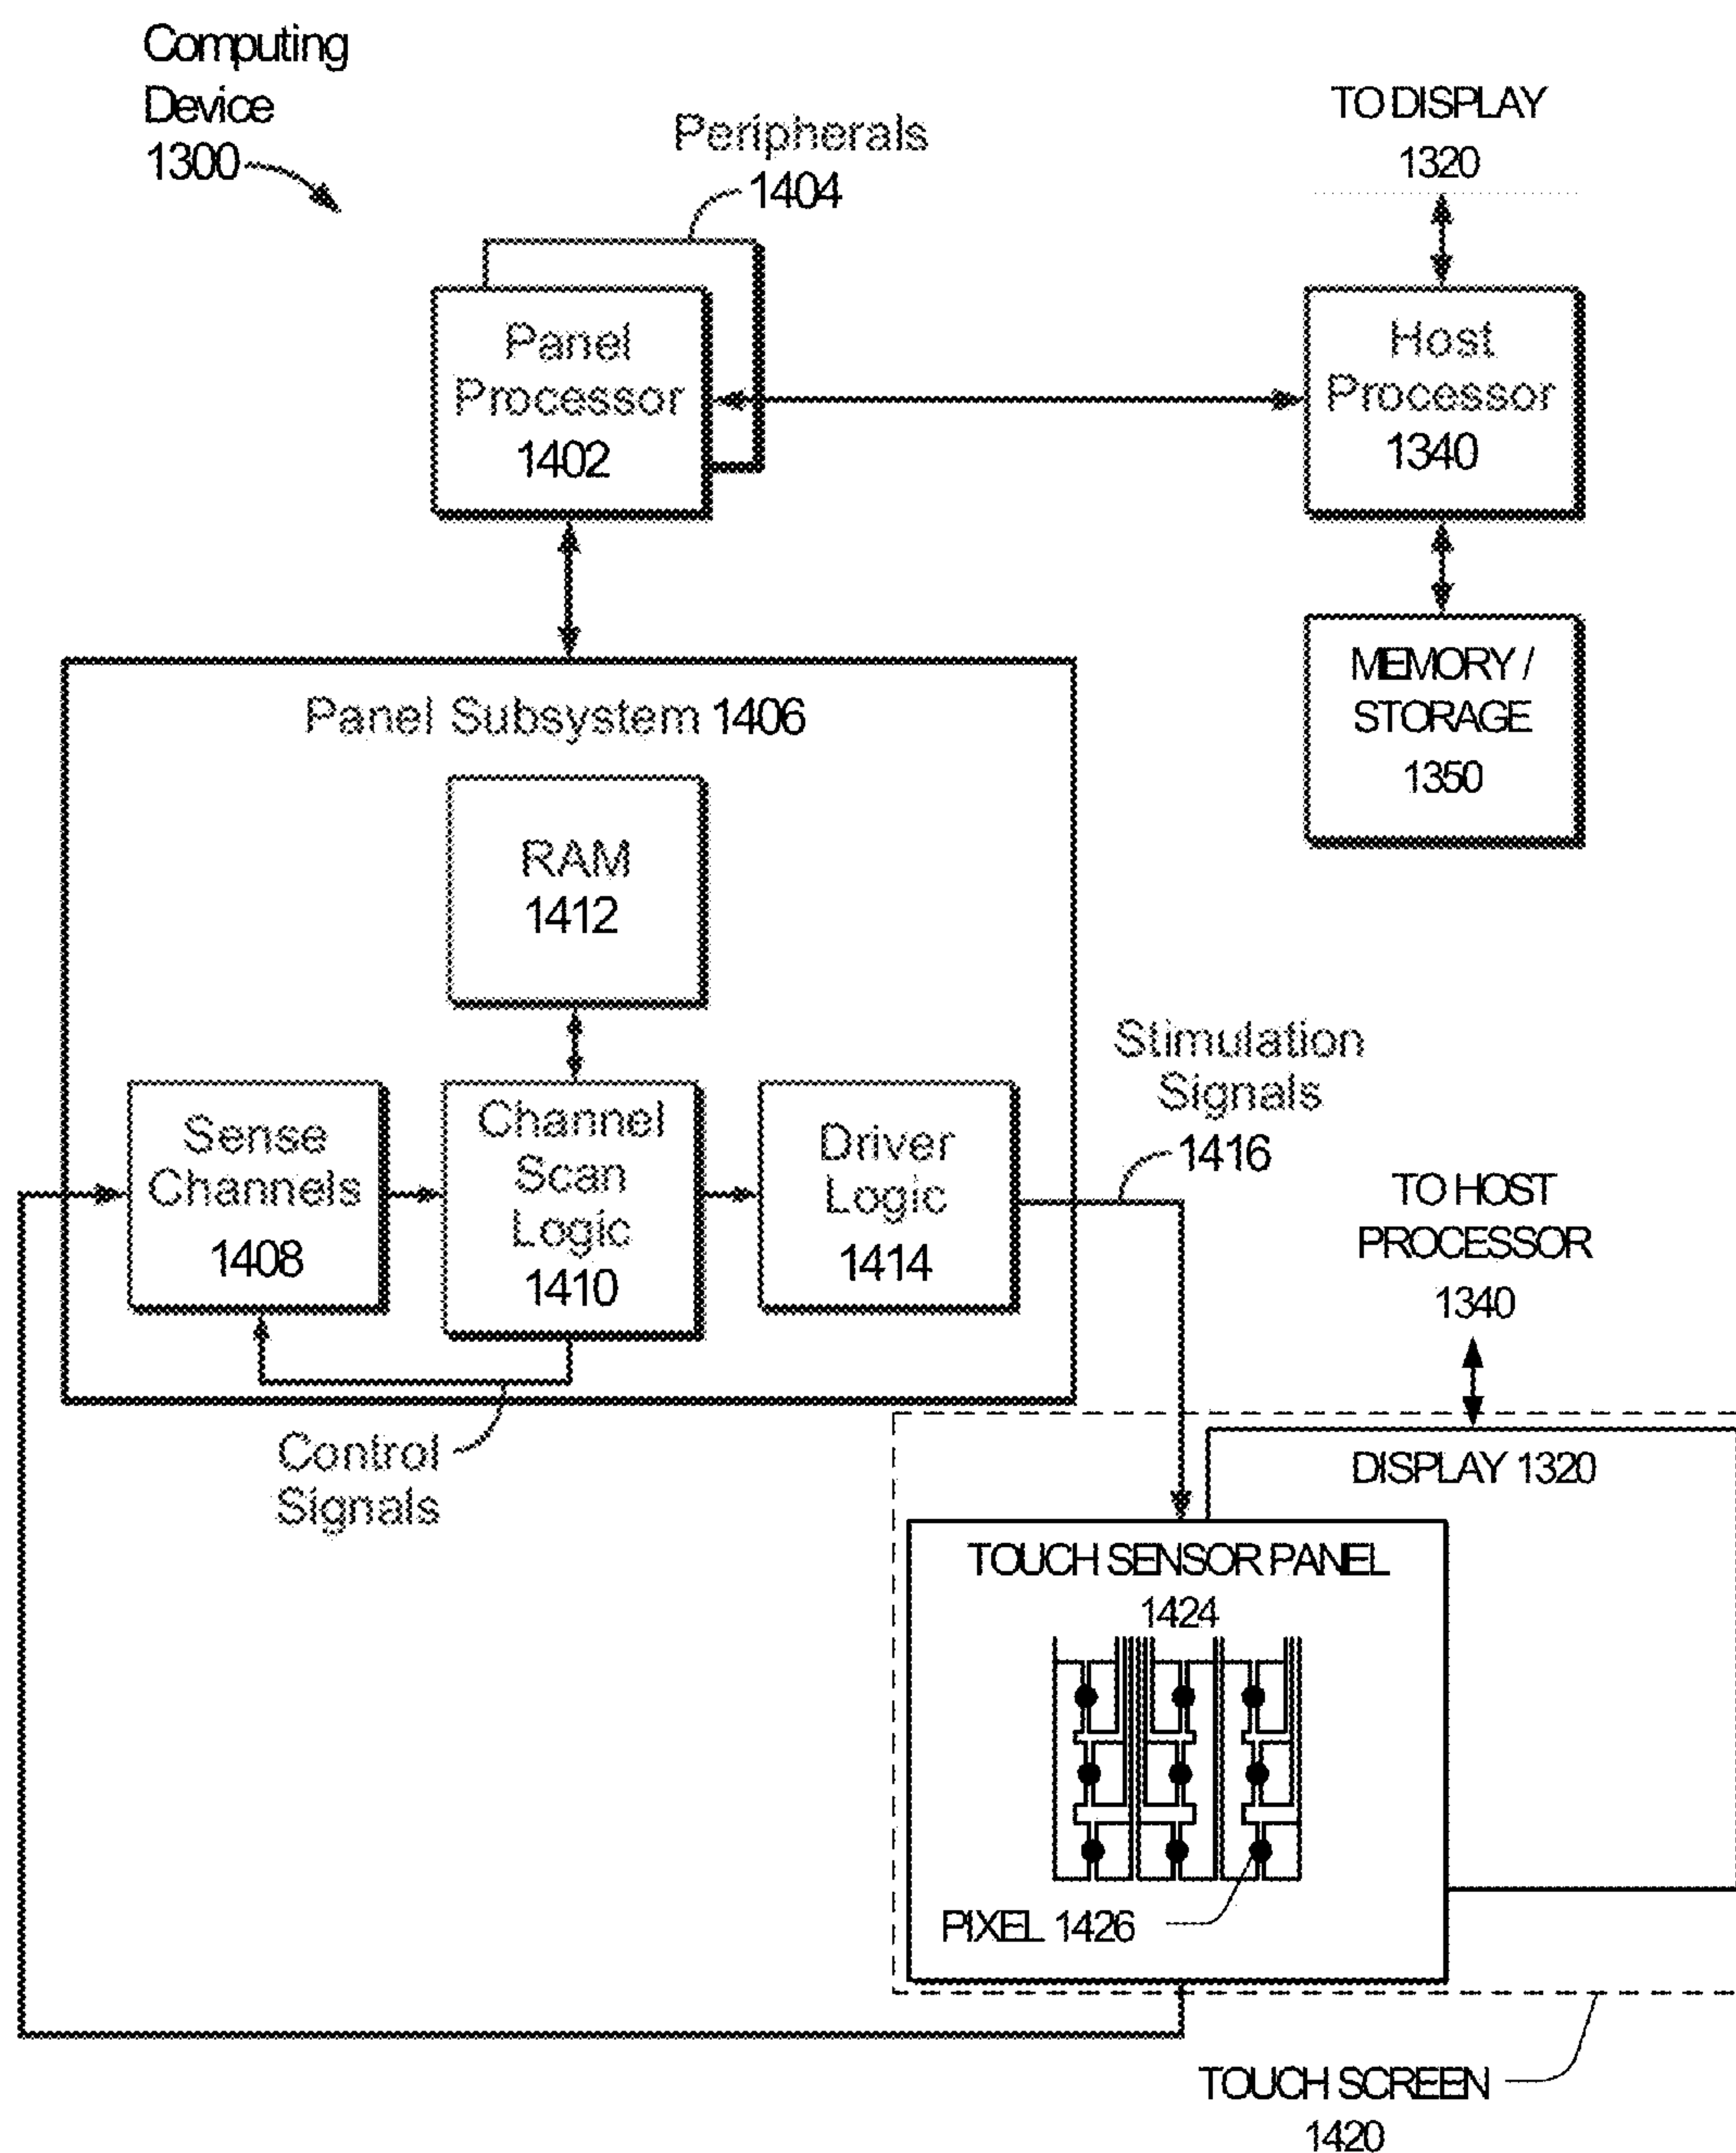 Computing
Device
1300
Peripherals
1404
TO DISPLAY
1320
Panel
Processor
1402
Host
Processor
1340
MEMORY /
STORAGE
1350
Panel Subsystem 1406
RAM
1412
Sense
Channels
1408
Channel
Scan
Logic
1410
Driver
Logic
1414
Stimulation
Signals
1416
TO HOST
PROCESSOR
1340
Control
Signals
DISPLAY 1320
TOUCH SENSOR PANEL
1424
PIXEL 1426
TOUCH SCREEN
1420